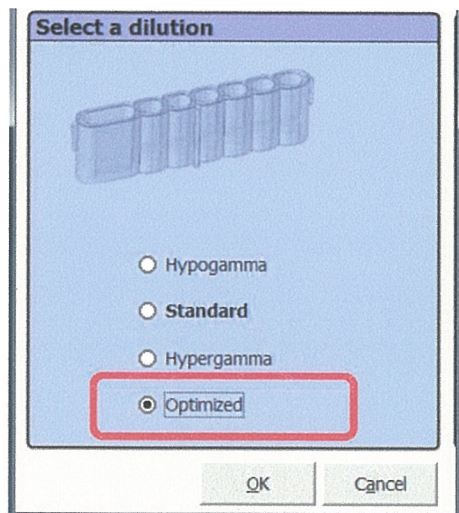 Select a dilution
Hypogamma
Standard
Hypergamma
Optimized
OK
Cancel